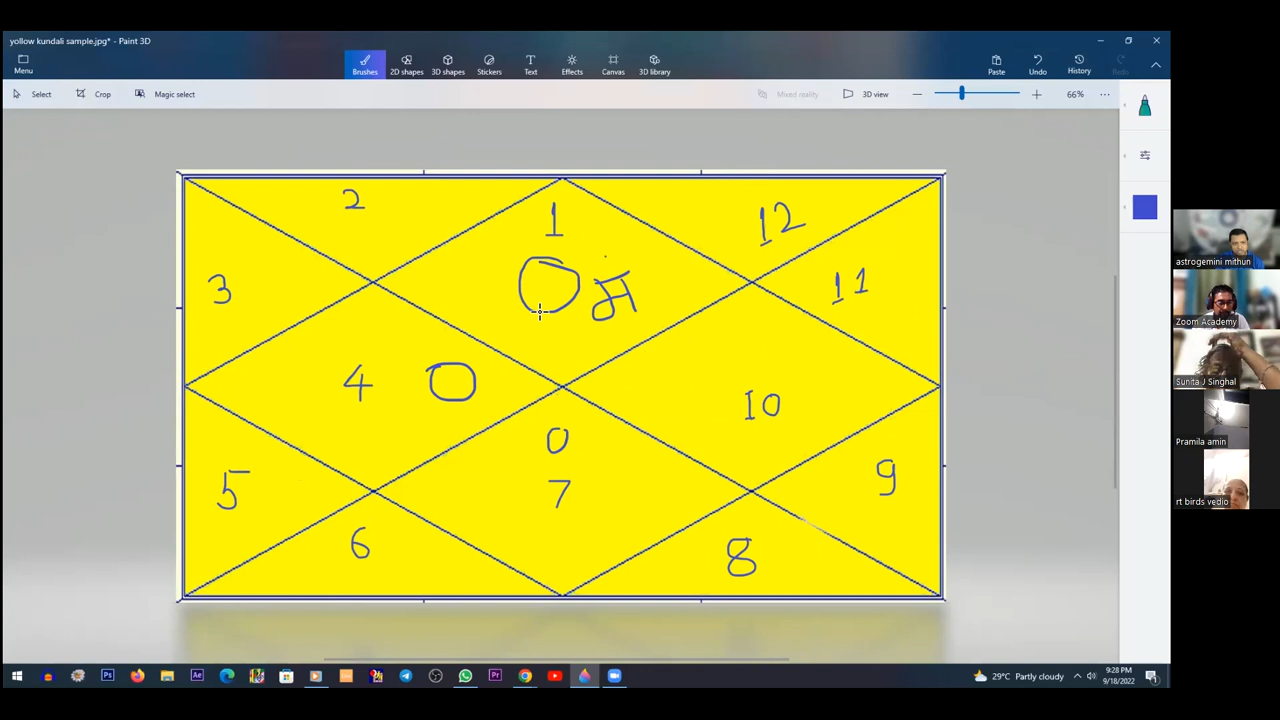 yollow kundali sample.jpg* - Paint 3D
Menu
Brushes
2D shapes
3D shapes
Stickers
Text
Effects
Canvas
3D library
Paste
Undo
History
Redo
Select
Crop
Magic select
Mixed reality
3D view
66%
2
1
12
3
11
मं
4
10
0
5
7
9
6
8
astrogemini mithun
Zoom Academy
Sunita J Singhal
Pramila amin
rt birds vedio
29°C Partly cloudy
9:28 PM
9/18/2022